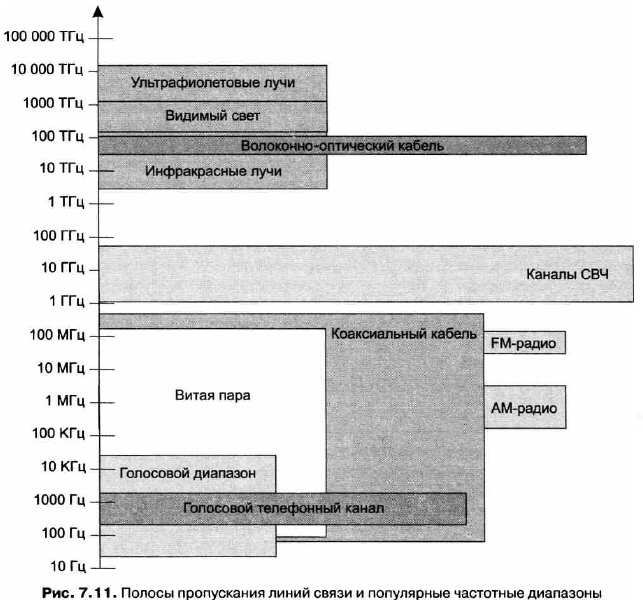 100 000 ТГц
10 000 ТГц
Ультрафиолетовые лучи
1000 ТГц
Видимый свет
100 ТГц
Волоконно-оптический кабель
10 ТГц
Инфракрасные лучи
1 ТГц
100 ГГц
10 ГГц
Каналы СВЧ
1 ГГц
100 МГц
Коаксиальный кабель
FM-радио
10 МГц
Витая пара
1 МГц
АМ-радио
100 КГц
10 КГц
Голосовой диапазон
1000 Гц
Голосовой телефонный канал
100 Гц
10 Гц
Рис. 7.11. Полосы пропускания линий связи и популярные частотные диапазоны